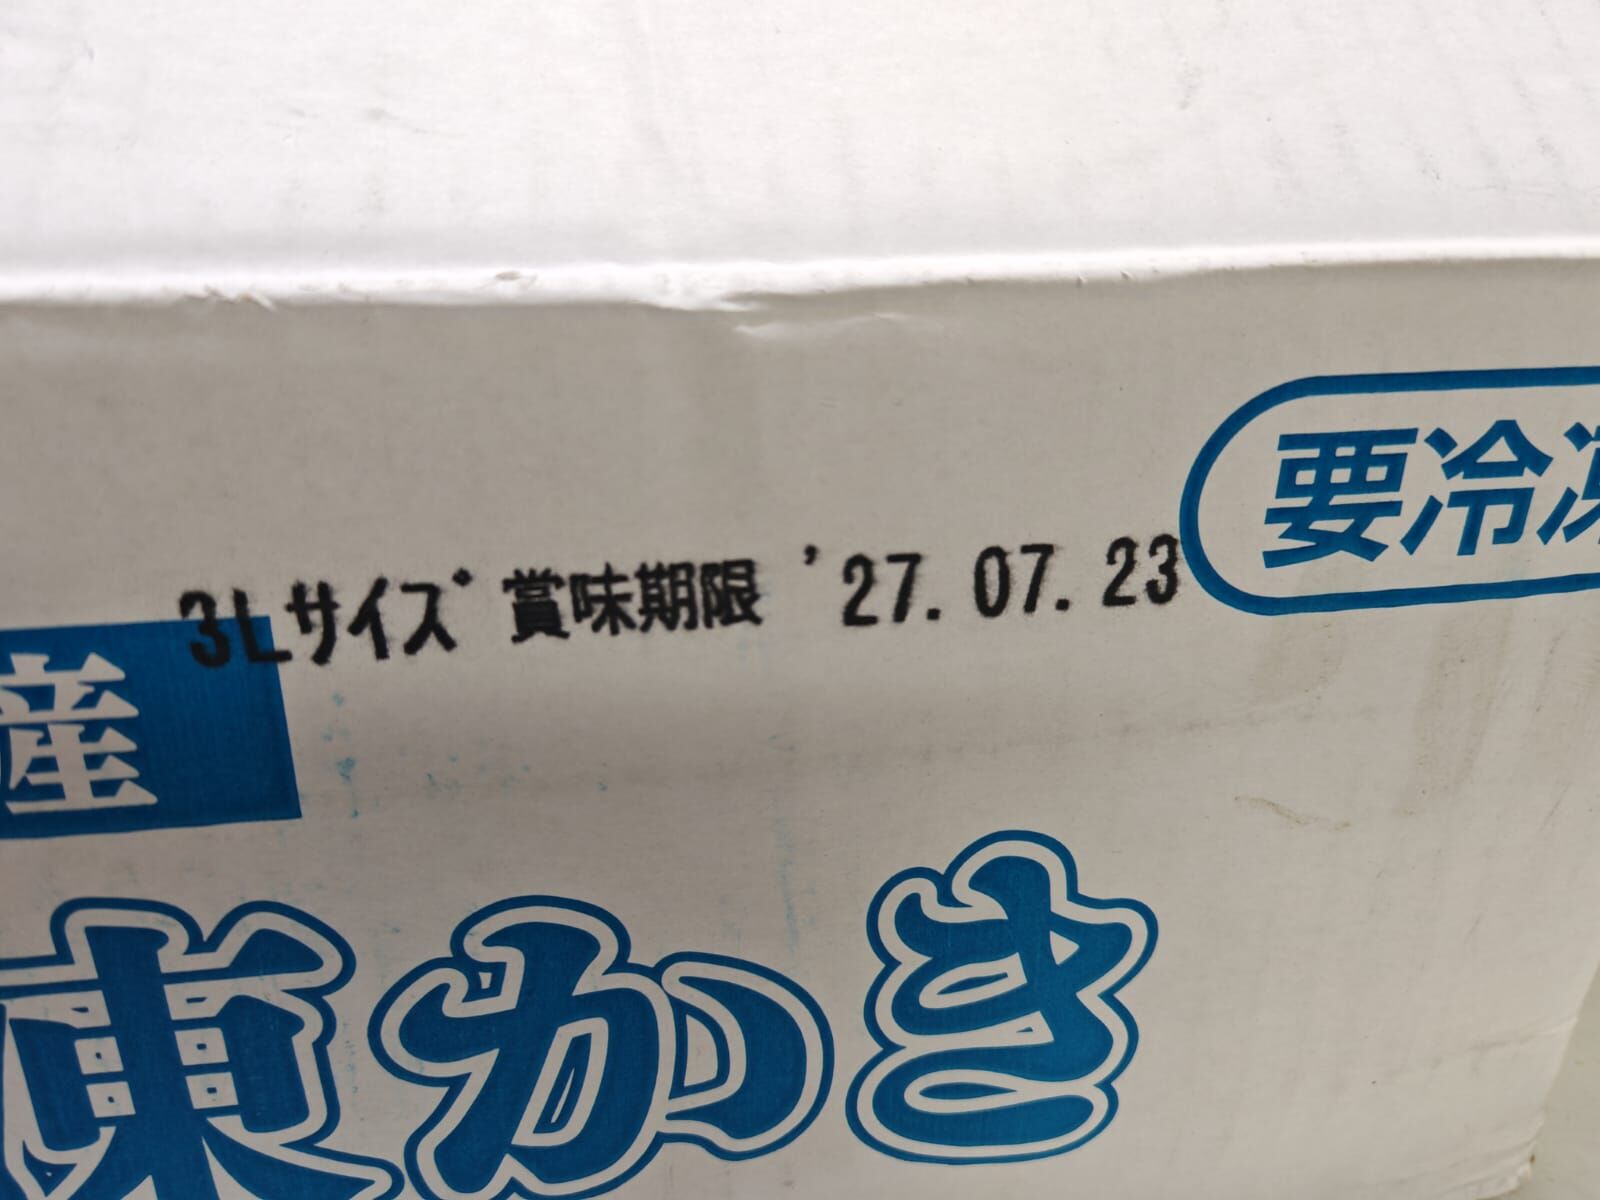 要冷凍
3Lサイズ 賞味期限 '27.07.23
産
凍かき